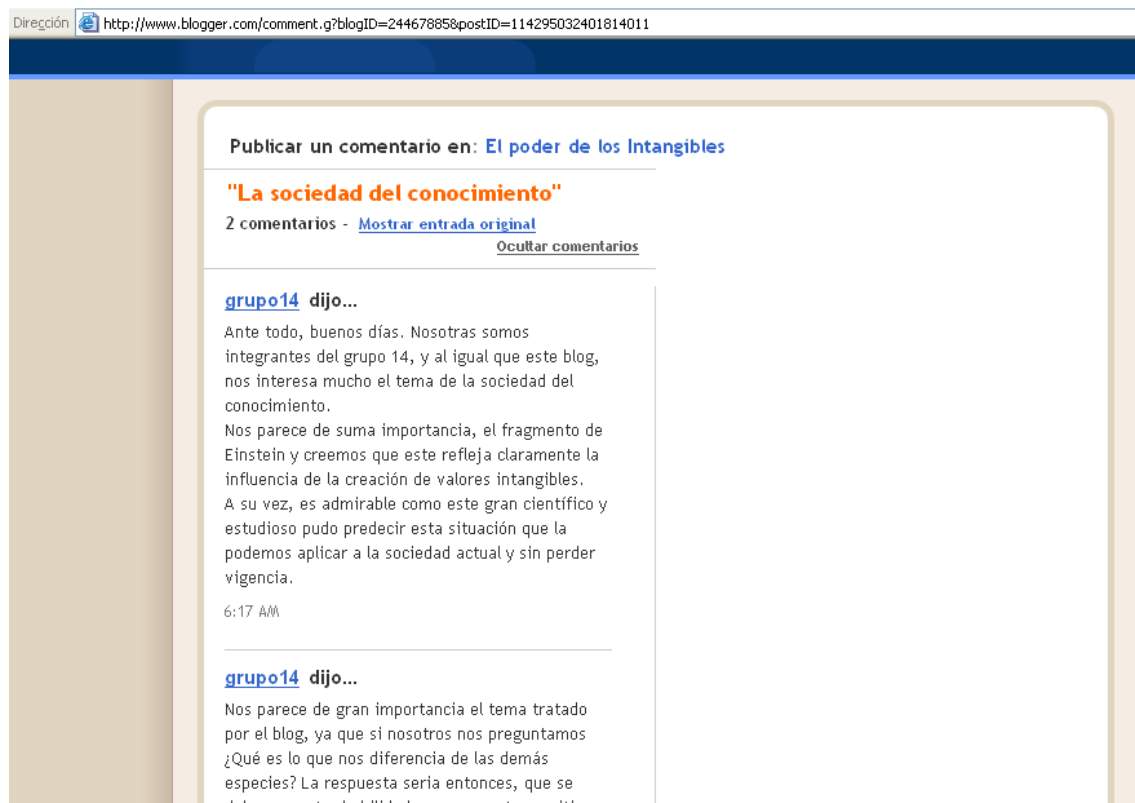 Dirección http://www.blogger.com/comment.g?blogID=24467885&postID=114295032401814011
Publicar un comentario en: El poder de los Intangibles
"La sociedad del conocimiento"
2 comentarios - Mostrar entrada original
Ocultar comentarios
grupo14 dijo...
Ante todo, buenos días. Nosotras somos
integrantes del grupo 14, y al igual que este blog,
nos interesa mucho el tema de la sociedad del
conocimiento.
Nos parece de suma importancia, el fragmento de
Einstein y creemos que este refleja claramente la
influencia de la creación de valores intangibles.
A su vez, es admirable como este gran científico y
estudioso pudo predecir esta situación que la
podemos aplicar a la sociedad actual y sin perder
vigencia.
6:17 AM
grupo14 dijo...
Nos parece de gran importancia el tema tratado
por el blog, ya que si nosotros nos preguntamos
¿Qué es lo que nos diferencia de las demás
especies? La respuesta seria entonces, que se